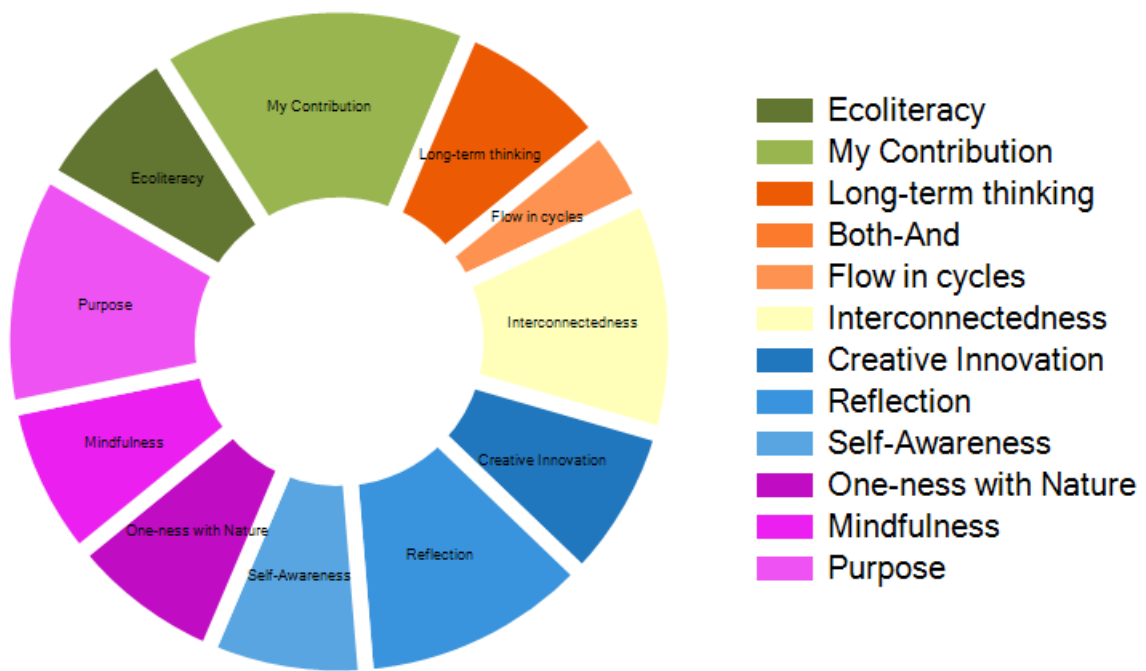 My Contribution
Long-term thinking
Ecoliteracy
Flow in cycles
Purpose
Interconnectedness
Mindfulness
Creative Innovation
One-ness with Nature
Reflection
Self-Awareness
Ecoliteracy
My Contribution
Long-term thinking
Both-And
Flow in cycles
Interconnectedness
Creative Innovation
Reflection
Self-Awareness
One-ness with Nature
Mindfulness
Purpose